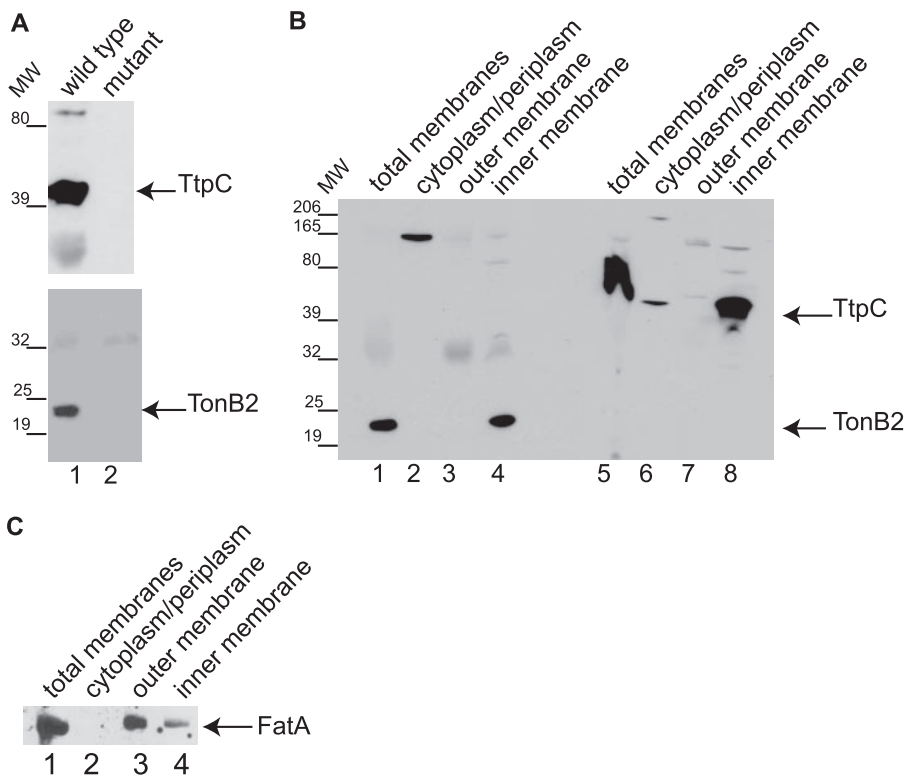 A
MW
wild type
mutant
80
39
TtpC
32
25
19
TonB2
1 2
B
MW
total membranes
cytoplasm/periplasm
outer membrane
inner membrane
total membranes
cytoplasm/periplasm
outer membrane
inner membrane
206
165
80
39
32
25
19
TtpC
TonB2
1 2 3 4 5 6 7 8
C
total membranes
cytoplasm/periplasm
outer membrane
inner membrane
FatA
1 2 3 4